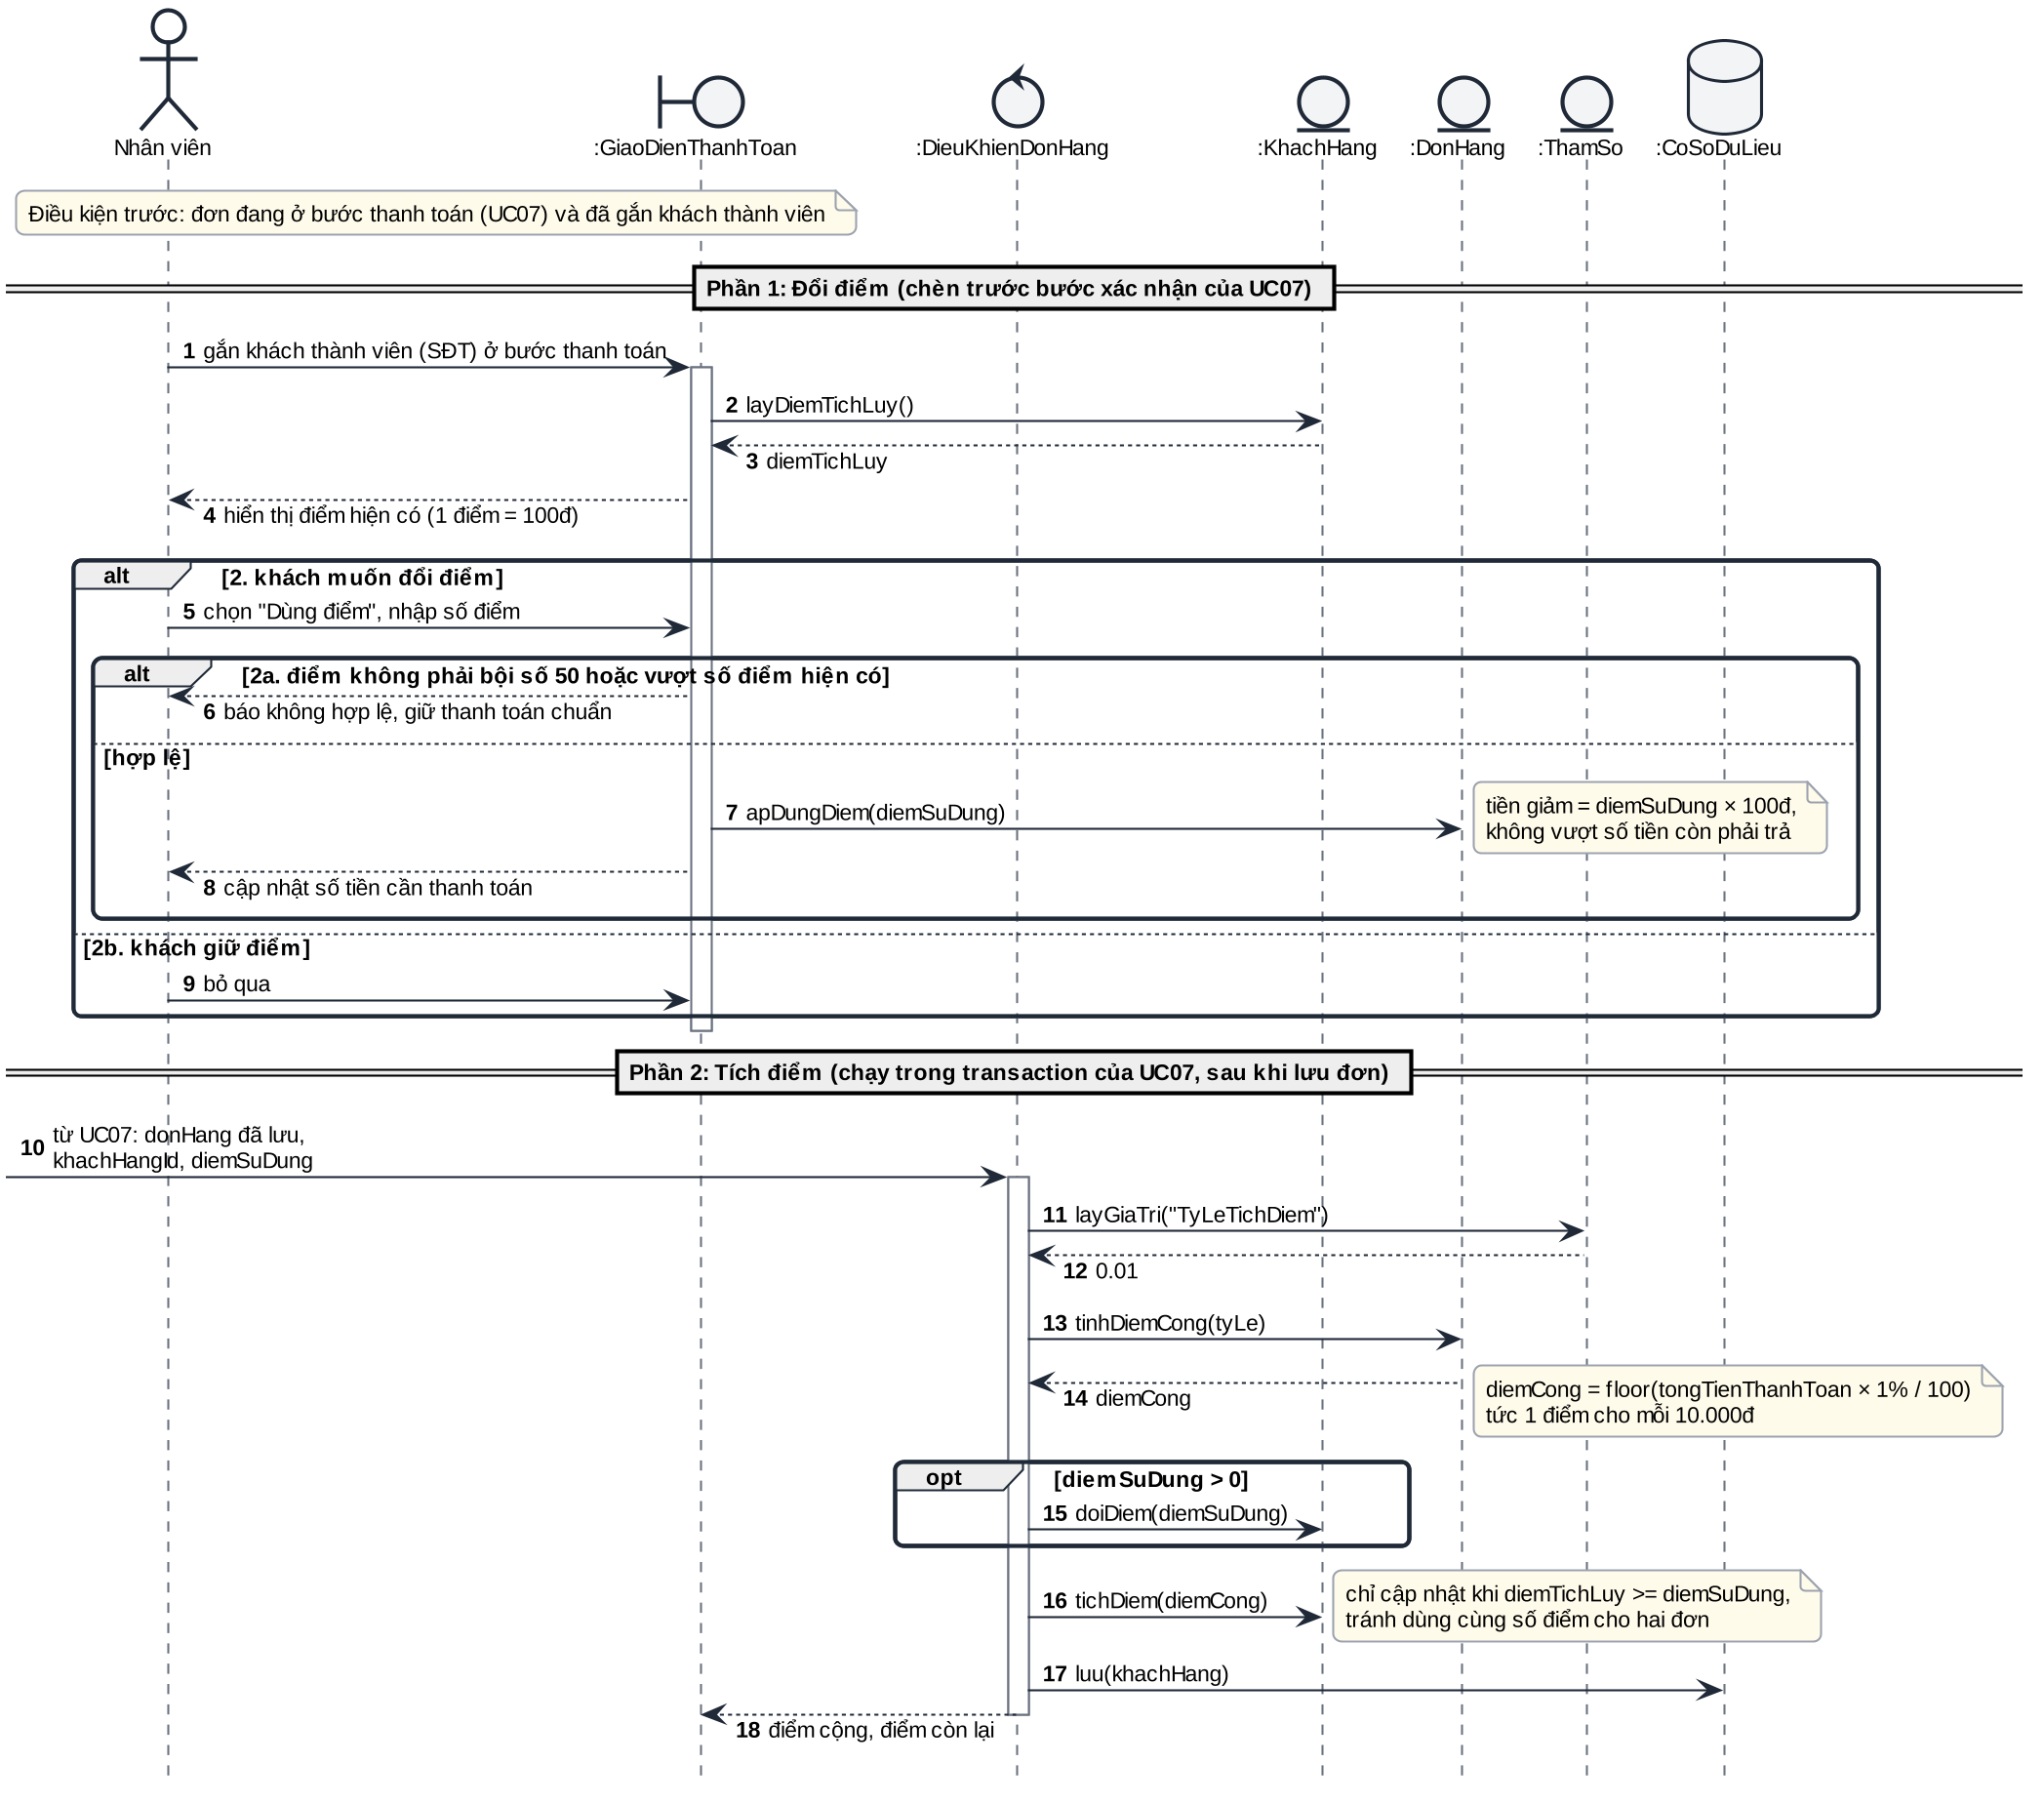 Nhân viên
:GiaoDienThanhToan
:DieuKhienDonHang
:KhachHang
:DonHang
:ThamSo
:CoSoDuLieu
Điều kiện trước: đơn đang ở bước thanh toán (UC07) và đã gắn khách thành viên
Phần 1: Đổi điểm (chèn trước bước xác nhận của UC07)
1 gắn khách thành viên (SĐT) ở bước thanh toán
2 layDiemTichLuy()
3 diemTichLuy
4 hiển thị điểm hiện có (1 điểm = 100đ)
alt [2. khách muốn đổi điểm]
5 chọn "Dùng điểm", nhập số điểm
alt [2a. điểm không phải bội số 50 hoặc vượt số điểm hiện có]
6 báo không hợp lệ, giữ thanh toán chuẩn
[hợp lệ]
7 apDungDiem(diemSuDung)
tiền giảm = diemSuDung × 100đ,
không vượt số tiền còn phải trả
8 cập nhật số tiền cần thanh toán
[2b. khách giữ điểm]
9 bỏ qua
Phần 2: Tích điểm (chạy trong transaction của UC07, sau khi lưu đơn)
10 từ UC07: donHang đã lưu,
khachHangId, diemSuDung
11 layGiaTri("TyLeTichDiem")
12 0.01
13 tinhDiemCong(tyLe)
14 diemCong
diemCong = floor(tongTienThanhToan × 1% / 100)
tức 1 điểm cho mỗi 10.000đ
opt [diemSuDung > 0]
15 doiDiem(diemSuDung)
16 tichDiem(diemCong)
chỉ cập nhật khi diemTichLuy >= diemSuDung,
tránh dùng cùng số điểm cho hai đơn
17 luu(khachHang)
18 điểm cộng, điểm còn lại